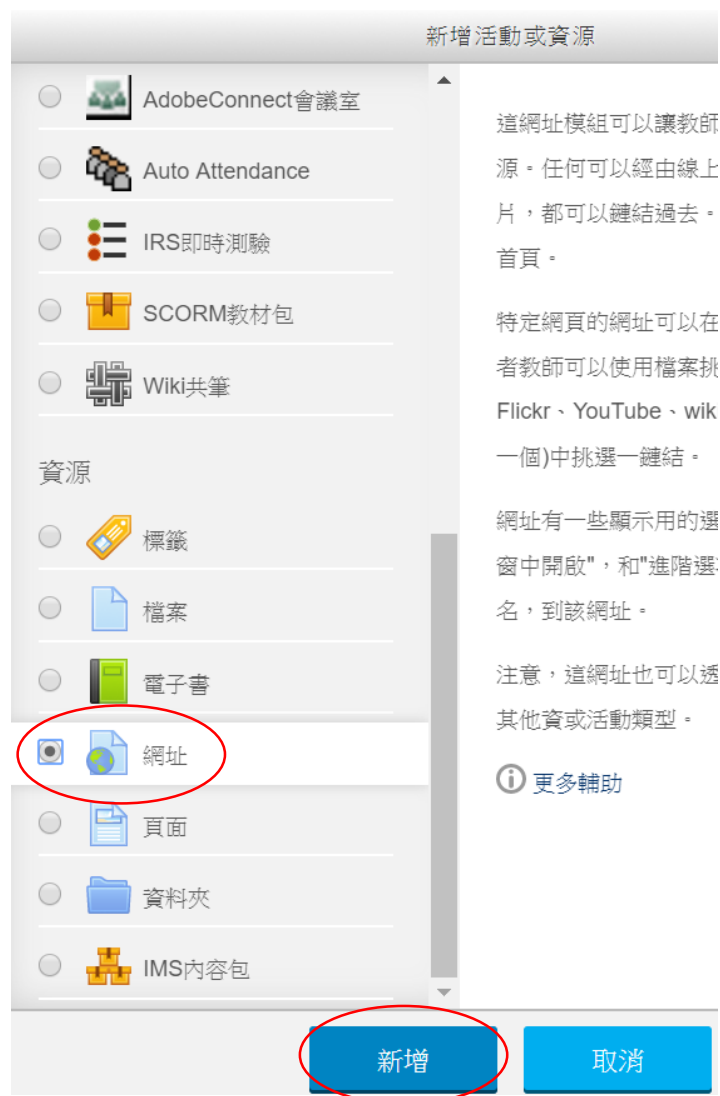 新增活動或資源
AdobeConnect會議室
Auto Attendance
IRS即時測驗
SCORM教材包
Wiki共筆
資源
標籤
檔案
電子書
網址
頁面
資料夾
IMS內容包
這網址模組可以讓教師
源。任何可以經由線上
片，都可以鏈結過去。
首頁。
特定網頁的網址可以在
者教師可以使用檔案挑
Flickr、YouTube、wik
一個)中挑選一鏈結。
網址有一些顯示用的選
窗中開啟"，和"進階選
名，到該網址。
注意，這網址也可以透
其他資或活動類型。
更多輔助
新增
取消